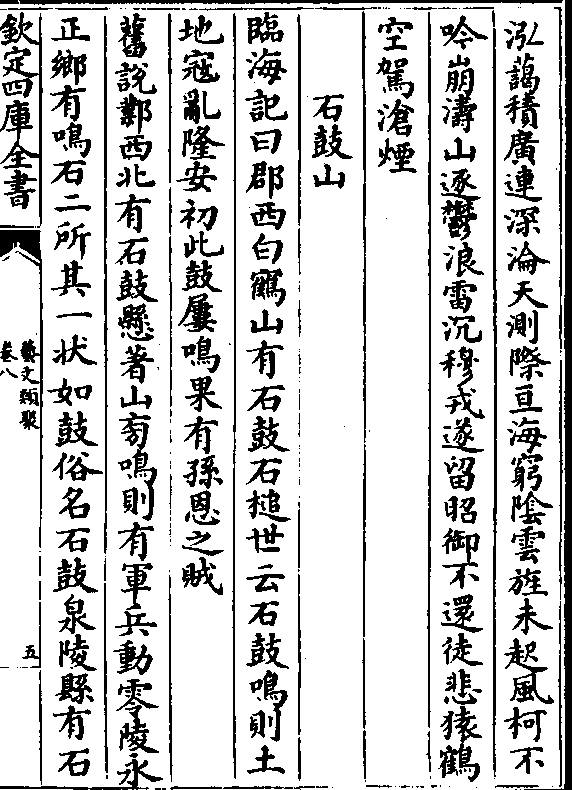 泓藹積廣連深淪天測際亘海窮陰雲旌未起風柯不
吟崩濤山逐鬱浪雷沉穆戎遂留昭御不還徒悲猿鶴
空駕滄煙
石鼓山
臨海記曰郡西白鶴山有石鼓石槌世云石鼓鳴則土
地寇亂隆安初此鼓屢鳴果有孫恩之賊
舊說鄴西北有石鼓懸著山旁鳴則有軍兵動零陵永
正鄉有鳴石二所其一狀如鼓俗名石鼓泉陵縣有石
欽定四庫全書
藝文類聚
卷八
五